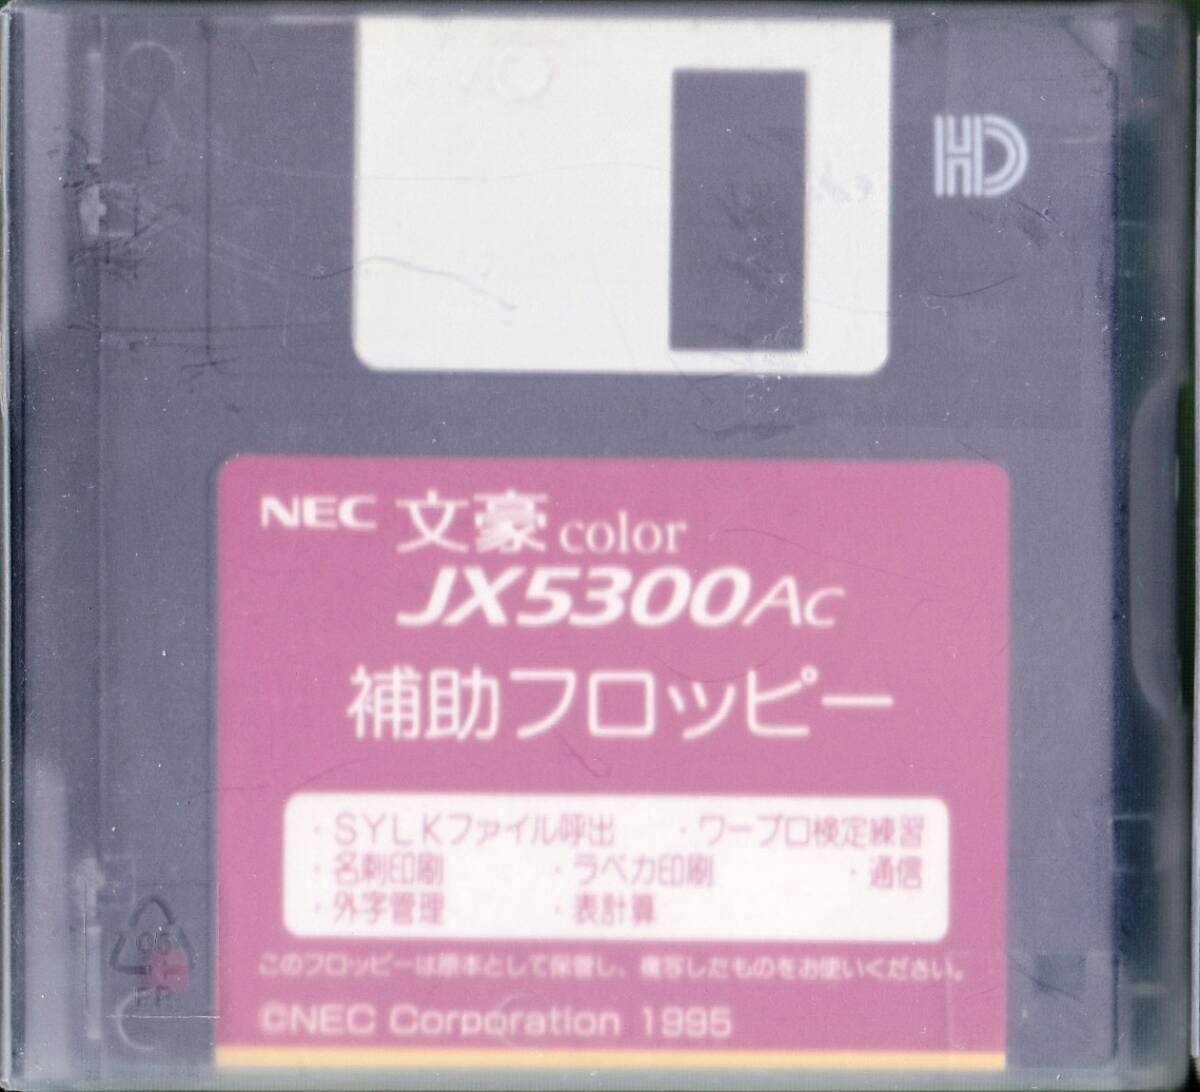 HD
NEC 文豪 color
JX5300AC
補助フロッピー
・SYLKファイル呼出 ・ワープロ検定練習
・名刺印刷 ・ラベカ印刷 ・通信
・外字管理 ・表計算
このフロッピーは原本として保管し、複写したものをお使いください。
©NEC Corporation 1995